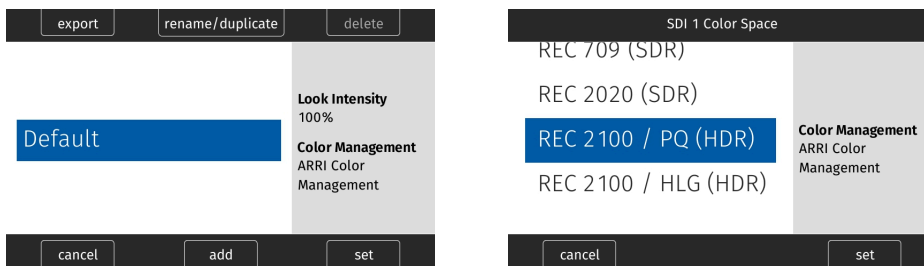 export rename/duplicate delete
Default
Look Intensity
100%
Color Management
ARRI Color
Management
cancel add set
SDI 1 Color Space
REC 709 (SDR)
REC 2020 (SDR)
REC 2100 / PQ (HDR)
REC 2100 / HLG (HDR)
Color Management
ARRI Color
Management
cancel set